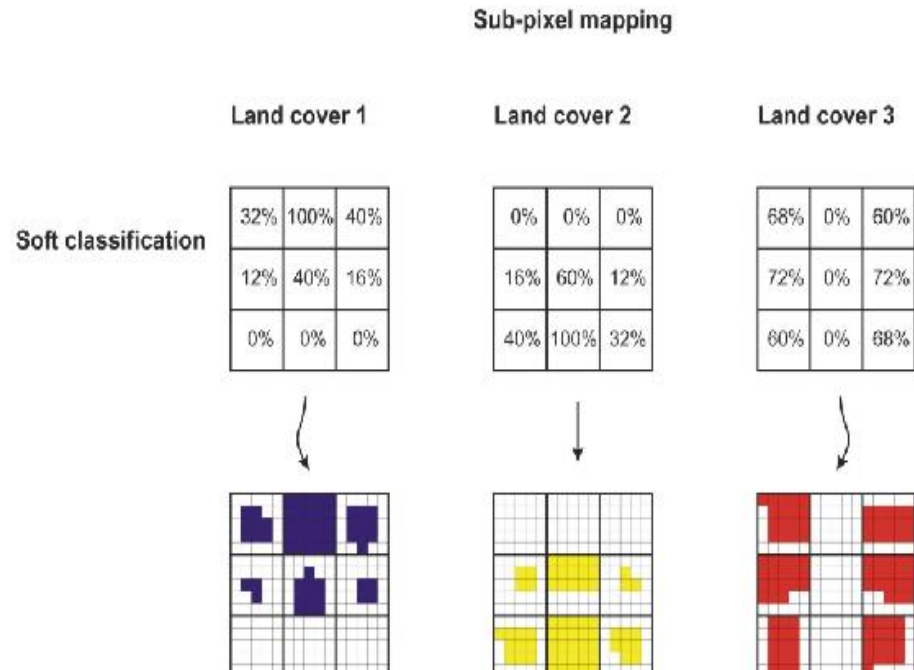 Sub-pixel mapping
Land cover 1 Land cover 2 Land cover 3
Soft classification
32% 100% 40% 0% 0% 0% 68% 0% 60%
12% 40% 16% 16% 60% 12% 72% 0% 72%
0% 0% 0% 40% 100% 32% 60% 0% 68%